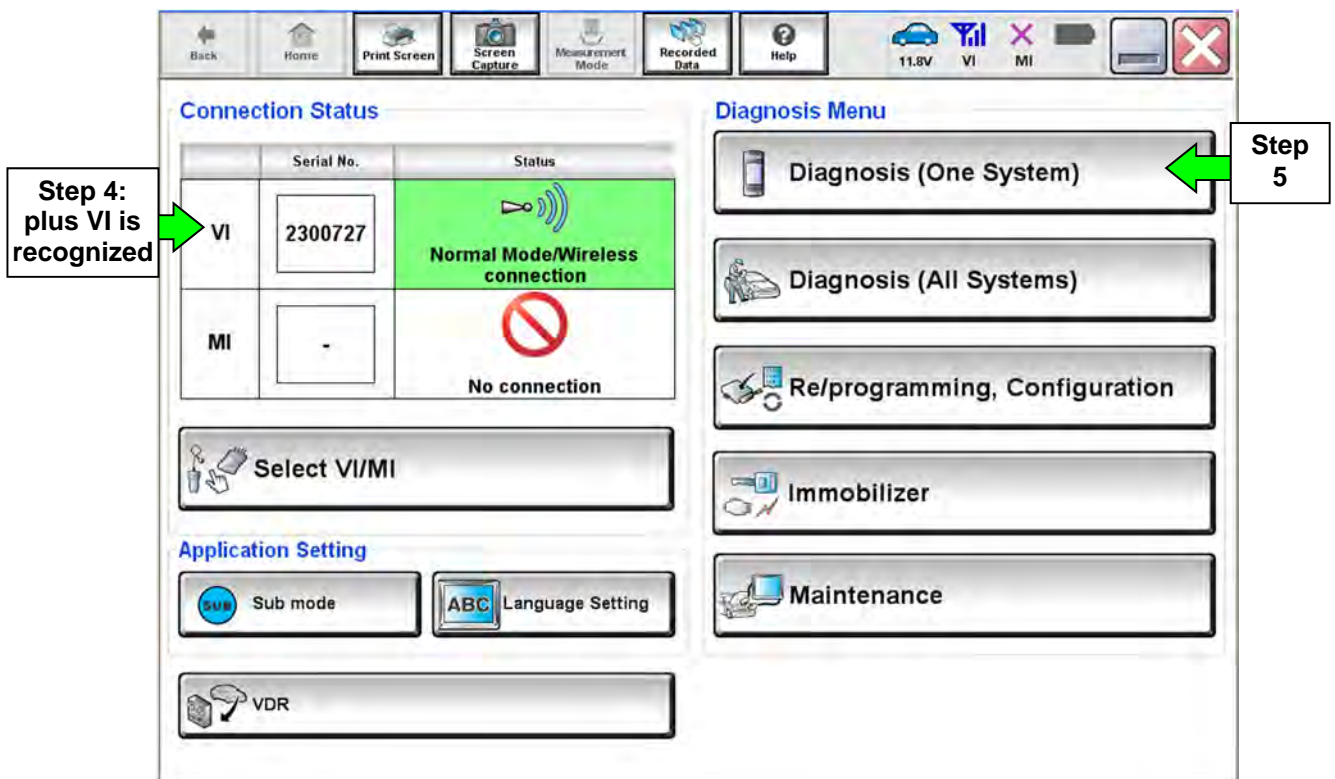 Back
Home
Print Screen
Screen
Capture
Measurement
Mode
Recorded
Data
Help
11.8V
VI
MI
Connection Status
Serial No.
Status
VI
2300727
Normal Mode/Wireless
connection
MI
-
No connection
Select VI/MI
Application Setting
SUB
Sub mode
ABC
Language Setting
VDR
Diagnosis Menu
Diagnosis (One System)
Diagnosis (All Systems)
Re/programming, Configuration
Immobilizer
Maintenance
Step 4:
plus VI is
recognized
Step
5